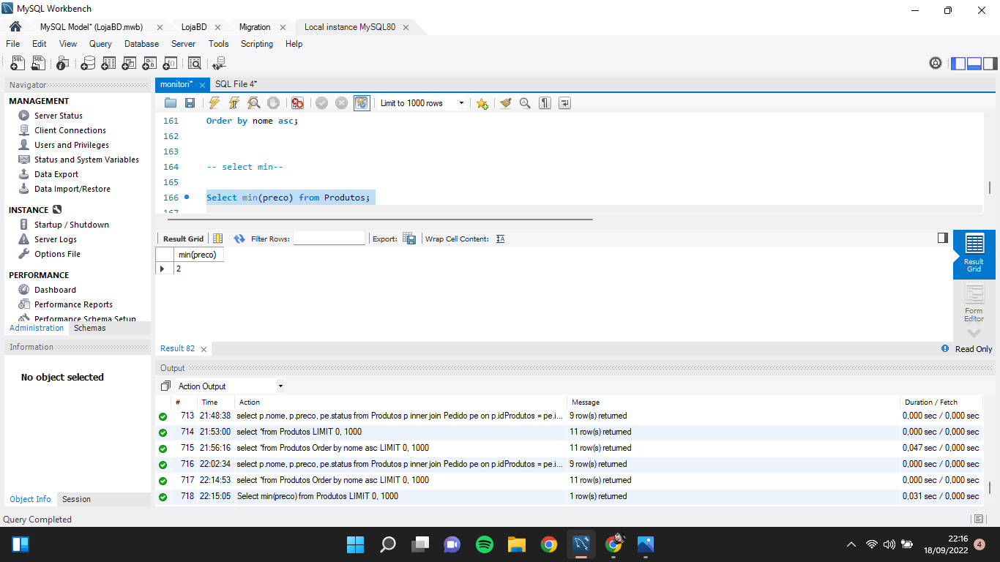 MySQL Workbench
MySQL Model* (LojaBD.mwb) LojaBD Migration Local instance MySQL80
File Edit View Query Database Server Tools Scripting Help
Navigator
MANAGEMENT
Server Status
Client Connections
Users and Privileges
Status and System Variables
Data Export
Data Import/Restore
INSTANCE
Startup / Shutdown
Server Logs
Options File
PERFORMANCE
Dashboard
Performance Reports
Performance Schema Setup
Administration Schemas
Information
No object selected
Object Info Session
monitori* SQL File 4*
Limit to 1000 rows
161 Order by nome asc;
162
163
164 -- select min--
165
166 Select min(preco) from Produtos;
167
Result Grid Filter Rows: Export: Wrap Cell Content:
min(preco)
2
Result Grid
Form Editor
Result 82
Read Only
Output
Action Output
# Time Action Message Duration / Fetch
713 21:48:38 select p.nome, p.preco, pe.status from Produtos p inner join Pedido pe on p.idProdutos = pe.i... 9 row(s) returned 0,000 sec / 0,000 sec
714 21:53:00 select *from Produtos LIMIT 0, 1000 11 row(s) returned 0,000 sec / 0,000 sec
715 21:56:16 select *from Produtos Order by nome asc LIMIT 0, 1000 11 row(s) returned 0,047 sec / 0,000 sec
716 22:02:34 select p.nome, p.preco, pe.status from Produtos p inner join Pedido pe on p.idProdutos = pe.i... 9 row(s) returned 0,000 sec / 0,000 sec
717 22:14:53 select *from Produtos Order by nome asc LIMIT 0, 1000 11 row(s) returned 0,000 sec / 0,000 sec
718 22:15:05 Select min(preco) from Produtos LIMIT 0, 1000 1 row(s) returned 0,031 sec / 0,000 sec
Query Completed
22:16
18/09/2022
4